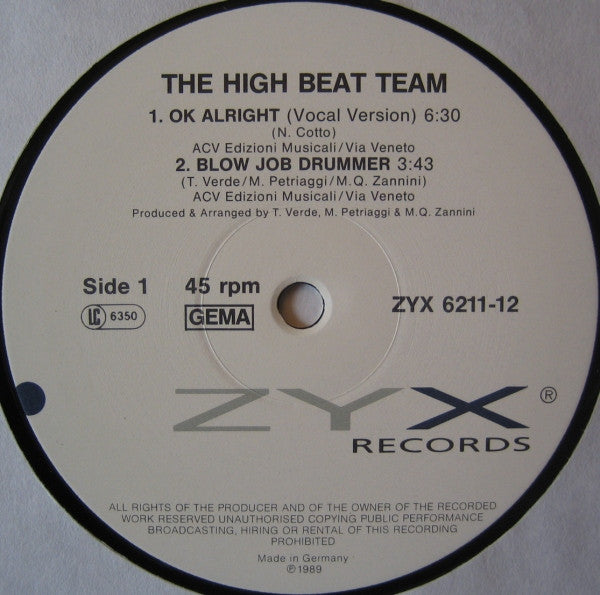 THE HIGH BEAT TEAM
1. OK ALRIGHT (Vocal Version) 6:30
(N. Cotto)
ACV Edizioni Musicali/Via Veneto
2. BLOW JOB DRUMMER 3:43
(T. Verde/M. Petriaggi/M.Q. Zannini)
ACV Edizioni Musicali/Via Veneto
Produced & Arranged by T. Verde, M. Petriaggi & M.Q. Zannini
Side 1 45 rpm
LC 6350 GEMA
ZYX 6211-12
ZYX ®
RECORDS
ALL RIGHTS OF THE PRODUCER AND OF THE OWNER OF THE RECORDED
WORK RESERVED UNAUTHORISED COPYING PUBLIC PERFORMANCE
BROADCASTING, HIRING OR RENTAL OF THIS RECORDING
PROHIBITED
Made in Germany
℗1989